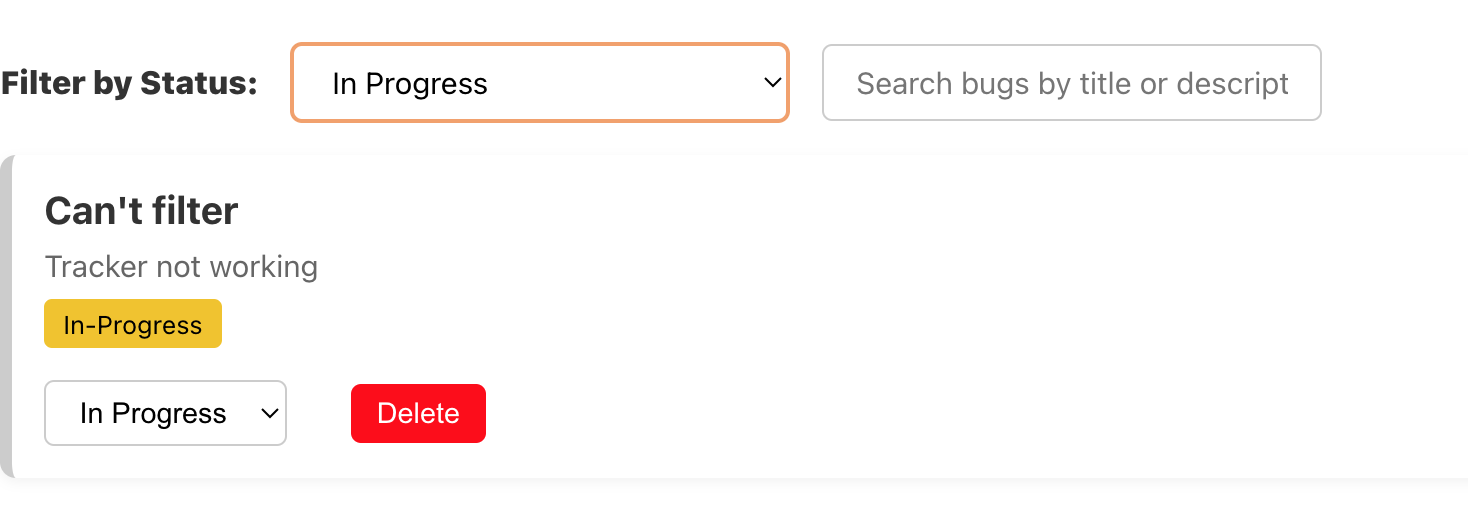 Filter by Status: In Progress Search bugs by title or descript
Can't filter
Tracker not working
In-Progress
In Progress Delete